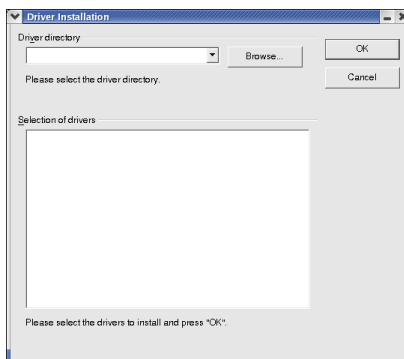 Driver Installation
Driver directory
Browse...
OK
Please select the driver directory.
Cancel
Selection of drivers
Please select the drivers to install and press "OK".